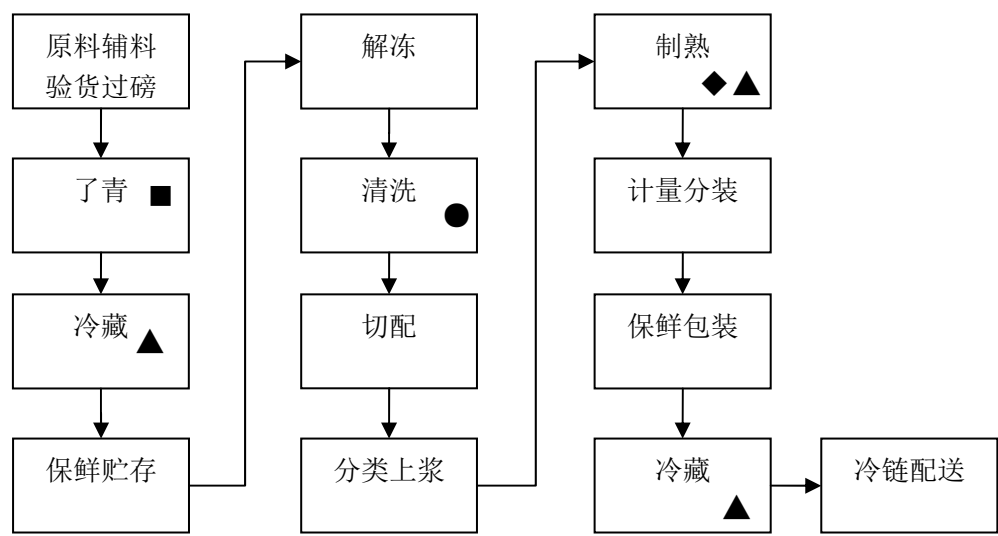 原料辅料
验货过磅
了青
冷藏
保鲜贮存
解冻
清洗
切配
分类上浆
制熟
计量分装
保鲜包装
冷藏
冷链配送